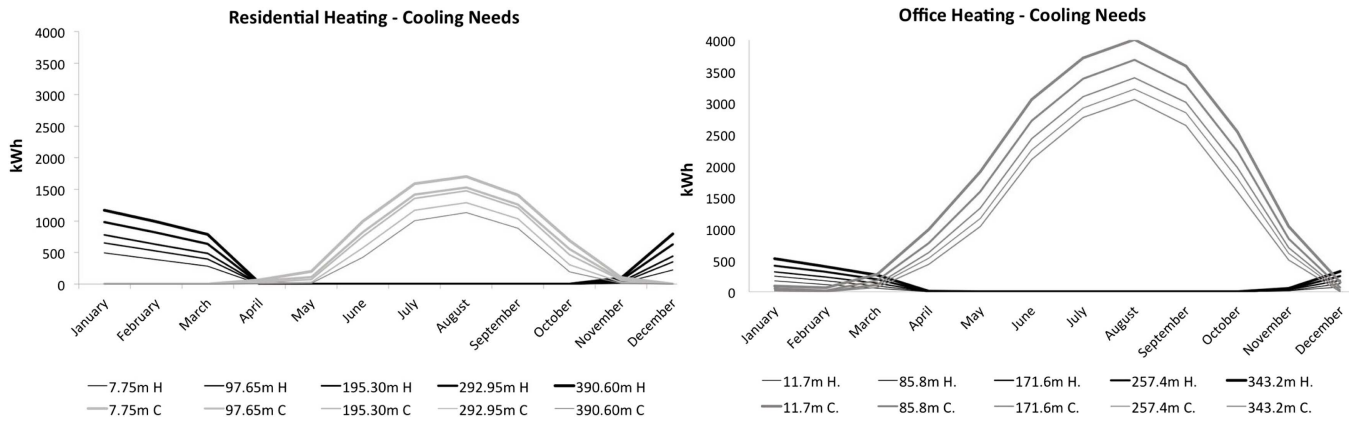 Residential Heating - Cooling Needs
4000
3500
3000
2500
2000
1500
1000
500
0
kWh
January
February
March
April
May
June
July
August
September
October
November
December
7.75m H
97.65m H
195.30m H
292.95m H
390.60m H
7.75m C
97.65m C
195.30m C
292.95m C
390.60m C
Office Heating - Cooling Needs
4000
3500
3000
2500
2000
1500
1000
500
0
kWh
January
February
March
April
May
June
July
August
September
October
November
December
11.7m H.
85.8m H.
171.6m H.
257.4m H.
343.2m H.
11.7m C.
85.8m C.
171.6m C.
257.4m C.
343.2m C.